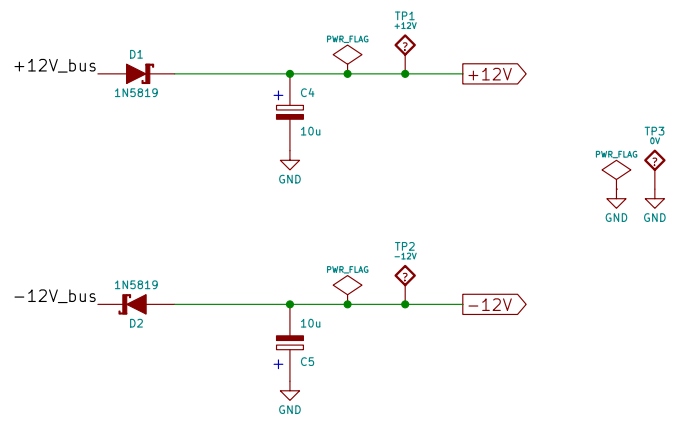 TP1
+12V
PWR_FLAG
D1
+12V_bus
+12V
1N5819
+
C4
10u
GND
TP3
0V
PWR_FLAG
?
?
GND
GND
TP2
-12V
PWR_FLAG
?
1N5819
-12V_bus
-12V
D2
10u
+
C5
GND